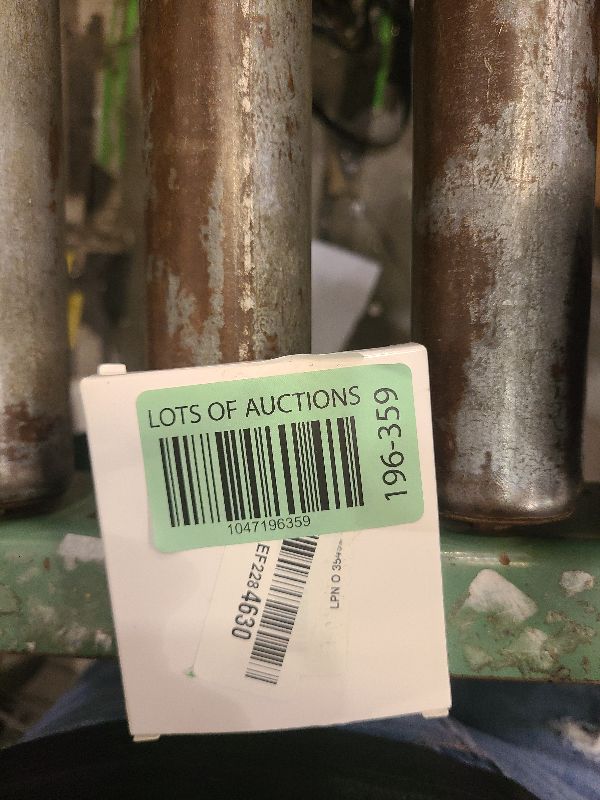 LOTS OF AUCTIONS
196-359
1047196359
EF2284630
LPN O